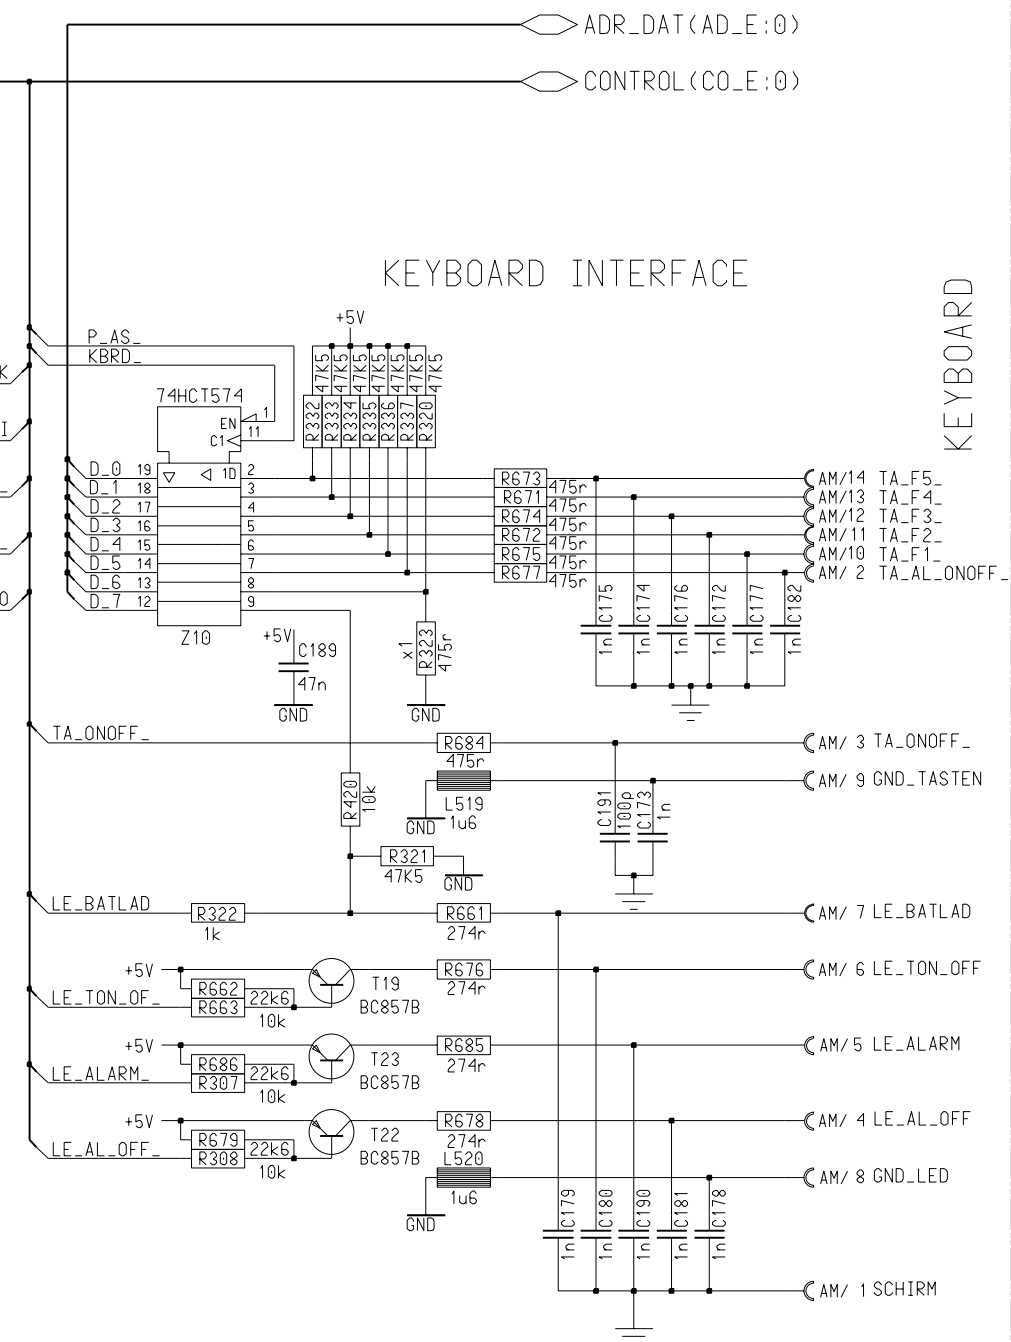 ADR_DAT(AD_E:0)
CONTROL(CO_E:0)
KEYBOARD INTERFACE
KEYBOARD
+5V
P_AS_
KBRD_
K
I
_
_
O
74HCT574
EN
1
C1
11
1D
47K5
47K5
47K5
47K5
47K5
47K5
47K5
R332
R333
R334
R335
R336
R337
R320
D_0 19 2 R673 475r AM/14 TA_F5_
D_1 18 3 R671 475r AM/13 TA_F4_
D_2 17 4 R674 475r AM/12 TA_F3_
D_3 16 5 R672 475r AM/11 TA_F2_
D_4 15 6 R675 475r AM/10 TA_F1_
D_5 14 7 R677 475r AM/ 2 TA_AL_ONOFF_
D_6 13 8
D_7 12 9
Z10
+5V
C189
47n
GND
x1
R323
475r
GND
C175
1n
C174
1n
C176
1n
C172
1n
C177
1n
C182
1n
TA_ONOFF_ R684 AM/ 3 TA_ONOFF_
475r
AM/ 9 GND_TASTEN
L519
1u6
GND
R420
10k
C191
100p
C173
1n
R321
47K5
GND
LE_BATLAD R322 R661 AM/ 7 LE_BATLAD
1k 274r
+5V R676 AM/ 6 LE_TON_OFF
T19
274r
R662
22k6
BC857B
LE_TON_OF_ R663
10k
+5V R685 AM/5 LE_ALARM
T23
274r
R686
22k6
BC857B
LE_ALARM_ R307
10k
+5V R678 AM/ 4 LE_AL_OFF
T22
274r
R679
22k6
BC857B
LE_AL_OFF_ R308
10k
L520
1u6
AM/ 8 GND_LED
GND
C179
1n
C180
1n
C190
1n
C181
1n
C178
1n
AM/ 1 SCHIRM